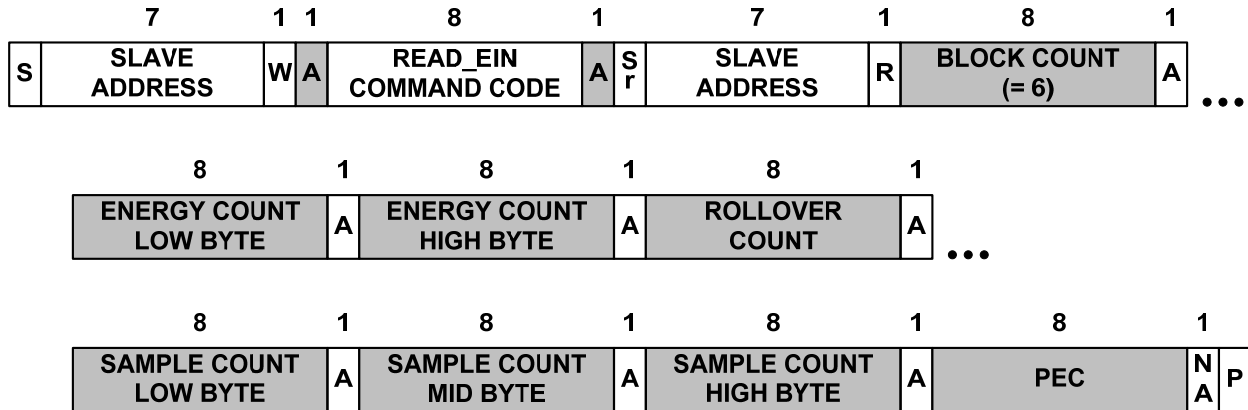 7 1 1 8 1 7 1 8 1
S SLAVE ADDRESS W A READ_EIN COMMAND CODE A Sr SLAVE ADDRESS R BLOCK COUNT (= 6) A ...
8 1 8 1 8 1
ENERGY COUNT LOW BYTE A ENERGY COUNT HIGH BYTE A ROLLOVER COUNT A ...
8 1 8 1 8 1 8 1
SAMPLE COUNT LOW BYTE A SAMPLE COUNT MID BYTE A SAMPLE COUNT HIGH BYTE A PEC NA P